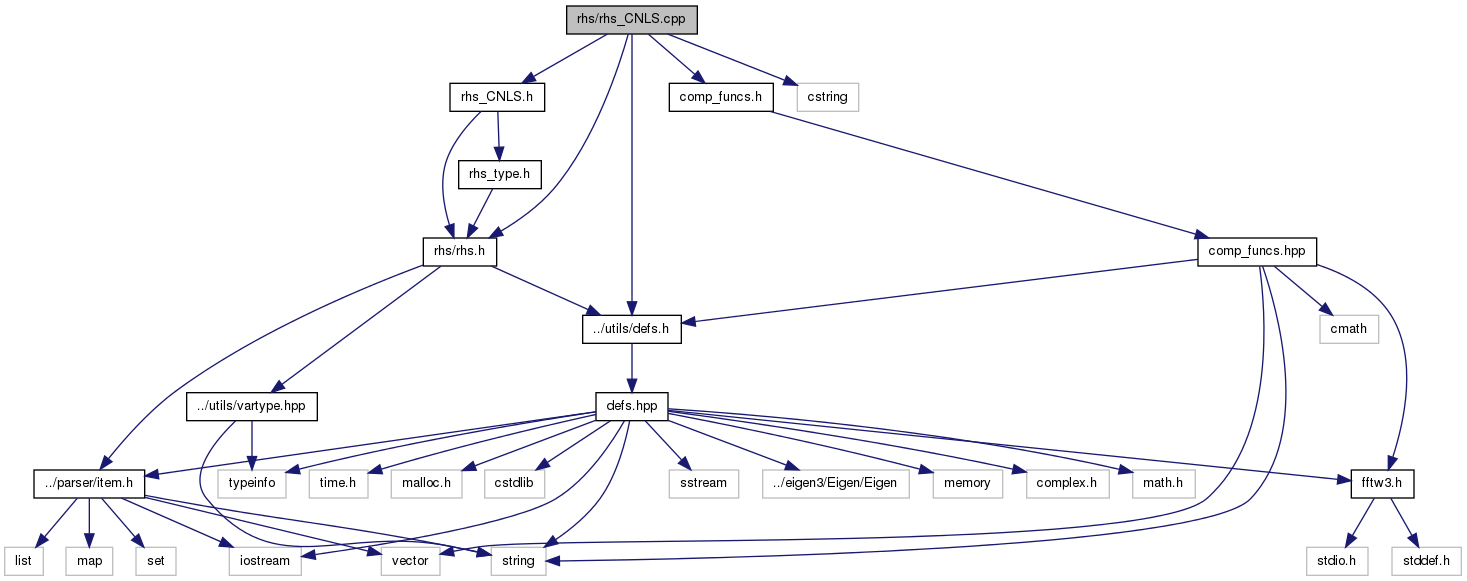 rhs/rhs_CNLS.cpp
rhs_CNLS.h
comp_funcs.h
cstring
rhs_type.h
rhs/rhs.h
comp_funcs.hpp
../utils/defs.h
cmath
../utils/vartype.hpp
defs.hpp
../parser/item.h
typeinfo
time.h
malloc.h
cstdlib
sstream
../eigen3/Eigen/Eigen
memory
complex.h
math.h
fftw3.h
list
map
set
iostream
vector
string
stdio.h
stddef.h